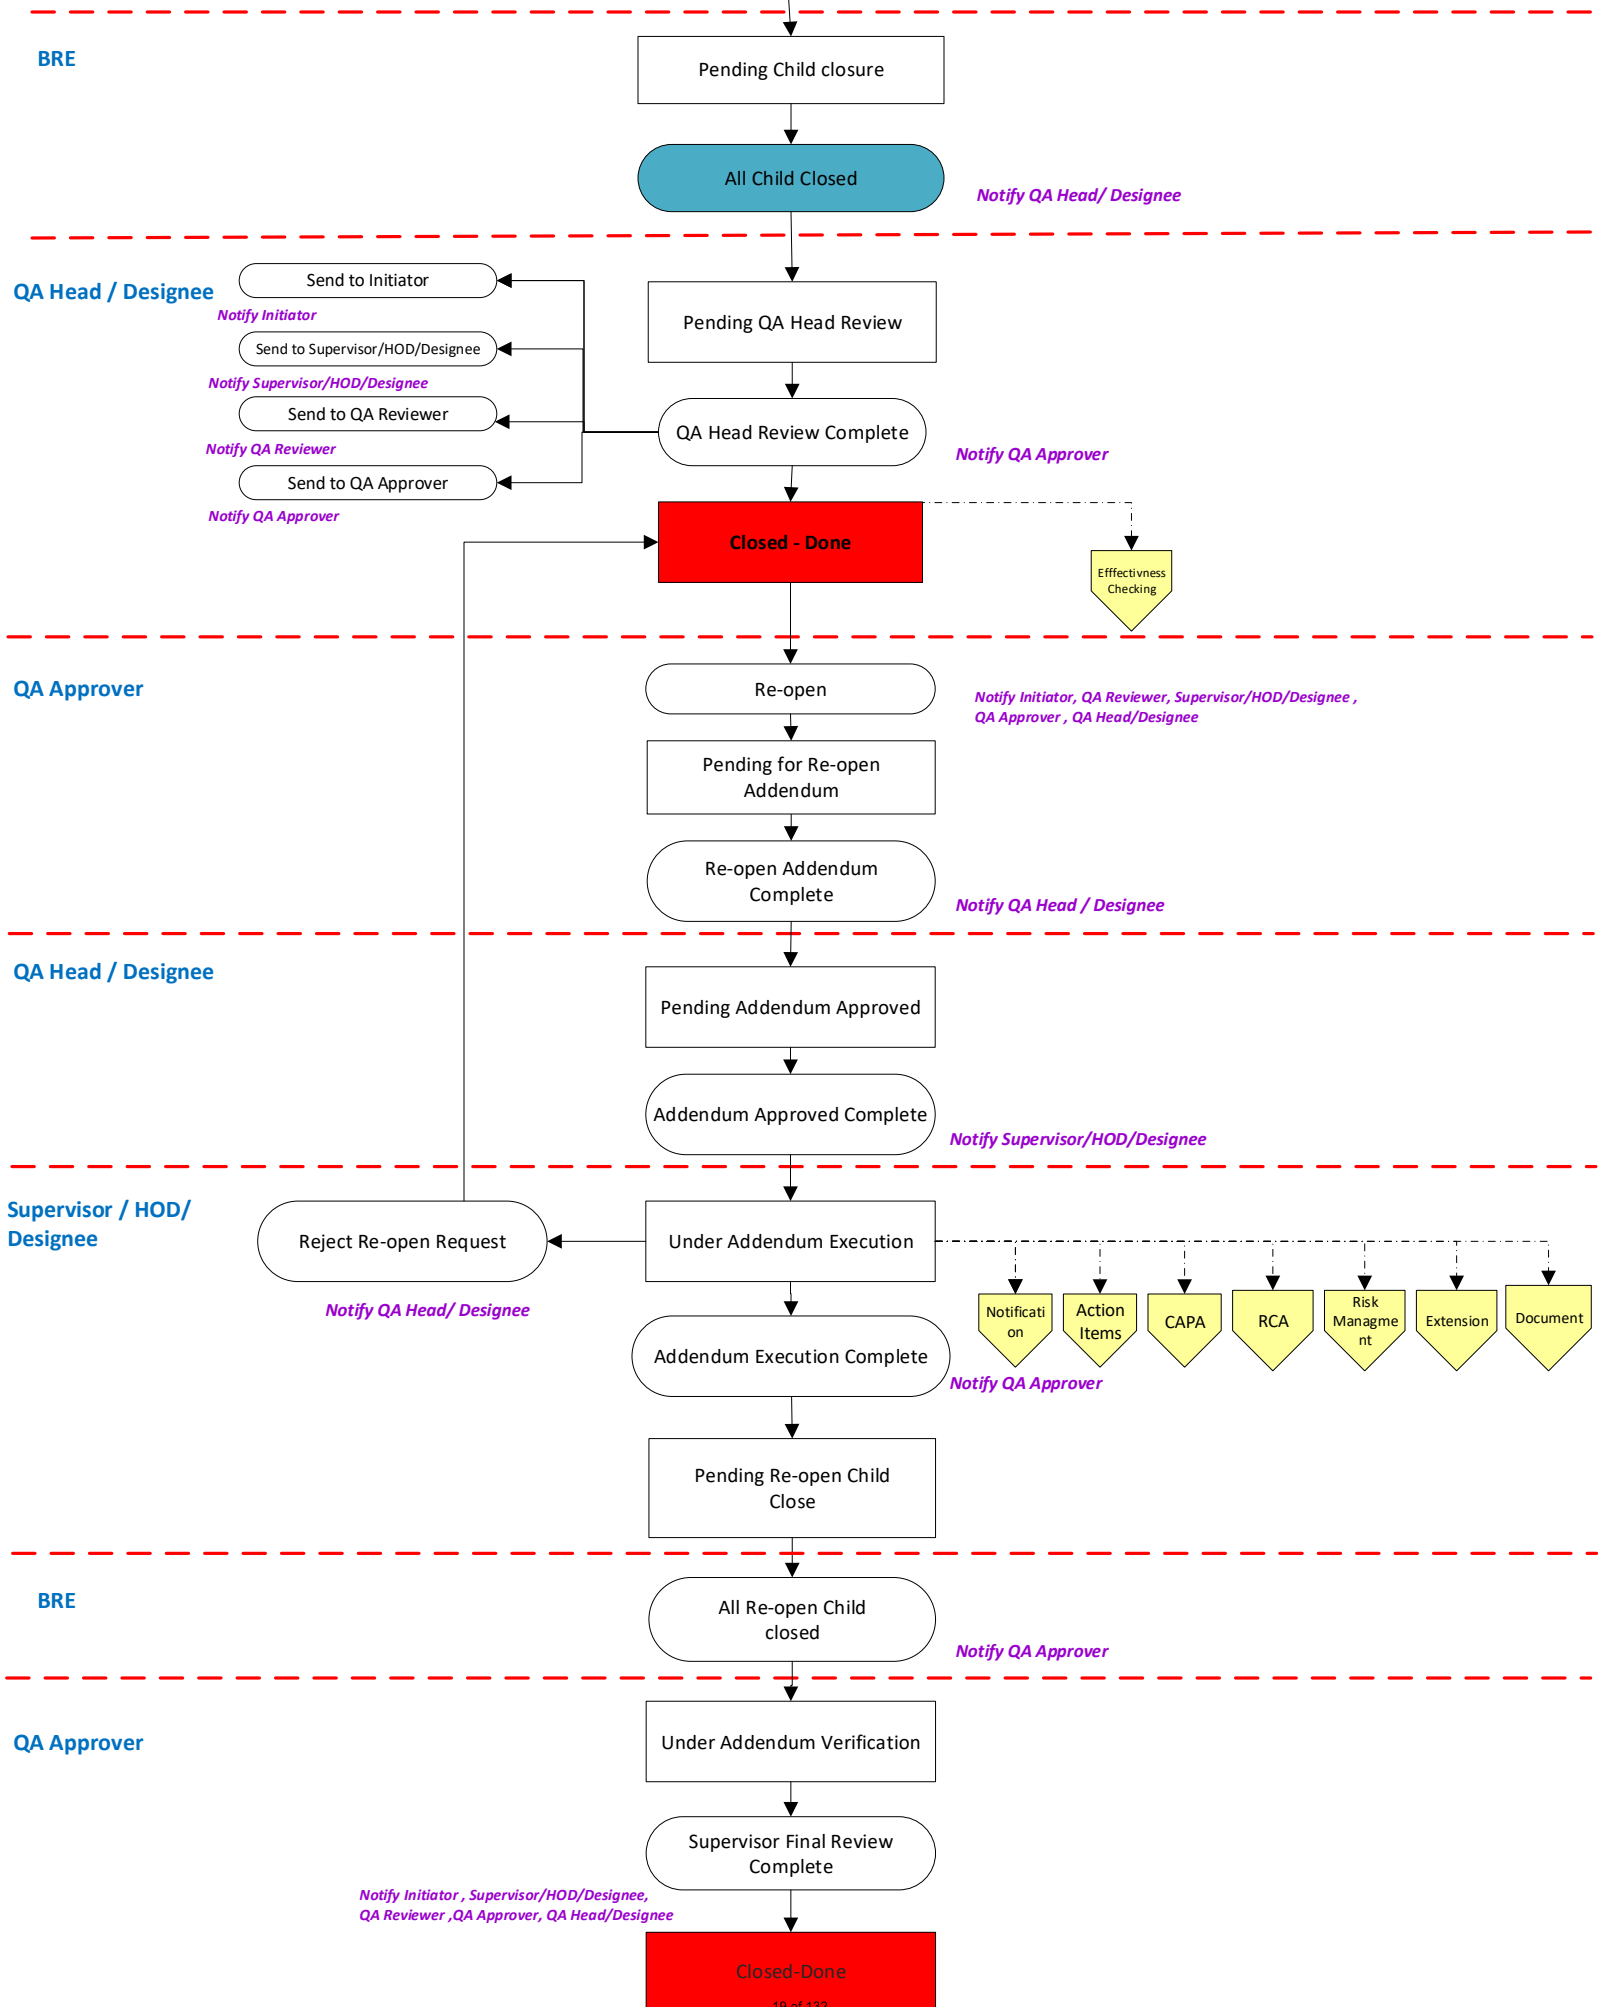 BRE
Pending Child closure
All Child Closed
Notify QA Head/ Designee
QA Head / Designee
Send to Initiator
Notify Initiator
Pending QA Head Review
Send to Supervisor/HOD/Designee
Notify Supervisor/HOD/Designee
Send to QA Reviewer
QA Head Review Complete
Notify QA Reviewer
Notify QA Approver
Send to QA Approver
Notify QA Approver
Closed - Done
Efffectivness
Checking
QA Approver
Re-open
Notify Initiator, QA Reviewer, Supervisor/HOD/Designee ,
QA Approver , QA Head/Designee
Pending for Re-open
Addendum
Re-open Addendum
Complete
Notify QA Head / Designee
QA Head / Designee
Pending Addendum Approved
Addendum Approved Complete
Notify Supervisor/HOD/Designee
Supervisor / HOD/
Designee
Reject Re-open Request
Under Addendum Execution
Notify QA Head/ Designee
Notificati
on
Action
Items
CAPA
RCA
Risk
Managme
nt
Extension
Document
Addendum Execution Complete
Notify QA Approver
Pending Re-open Child
Close
BRE
All Re-open Child
closed
Notify QA Approver
QA Approver
Under Addendum Verification
Supervisor Final Review
Complete
Notify Initiator , Supervisor/HOD/Designee,
QA Reviewer ,QA Approver, QA Head/Designee
Closed-Done
19 of 122